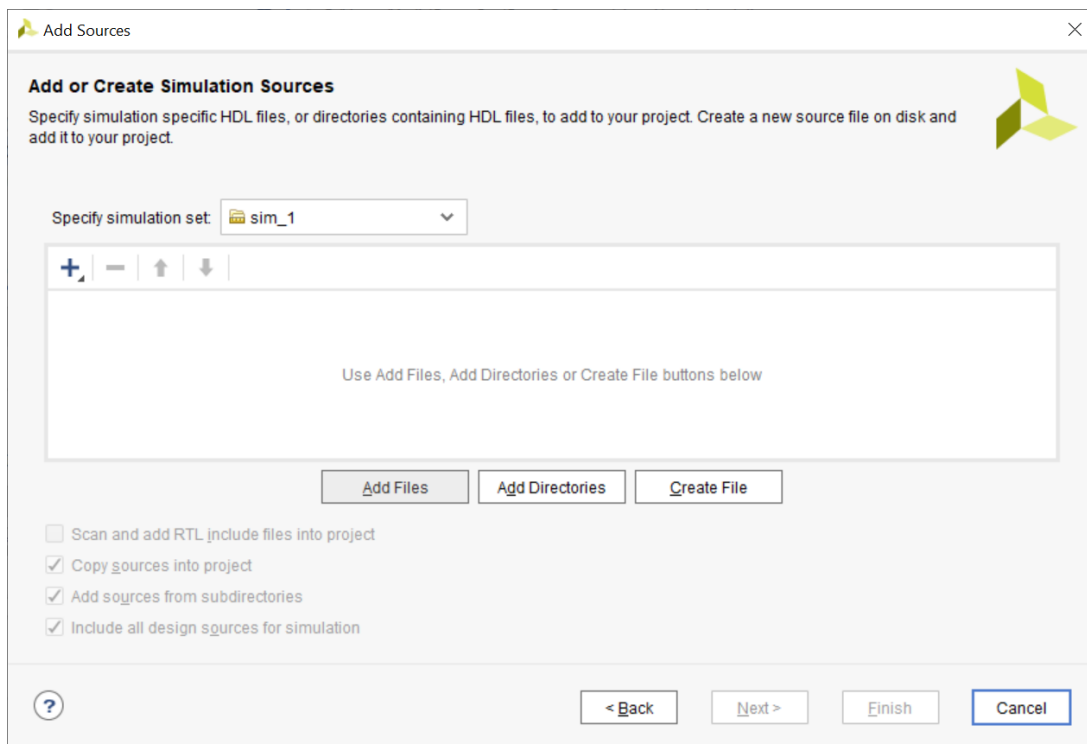 Add Sources
Add or Create Simulation Sources
Specify simulation specific HDL files, or directories containing HDL files, to add to your project. Create a new source file on disk and
add it to your project.
Specify simulation set: sim_1
Use Add Files, Add Directories or Create File buttons below
Add Files Add Directories Create File
Scan and add RTL include files into project
Copy sources into project
Add sources from subdirectories
Include all design sources for simulation
? < Back Next > Finish Cancel